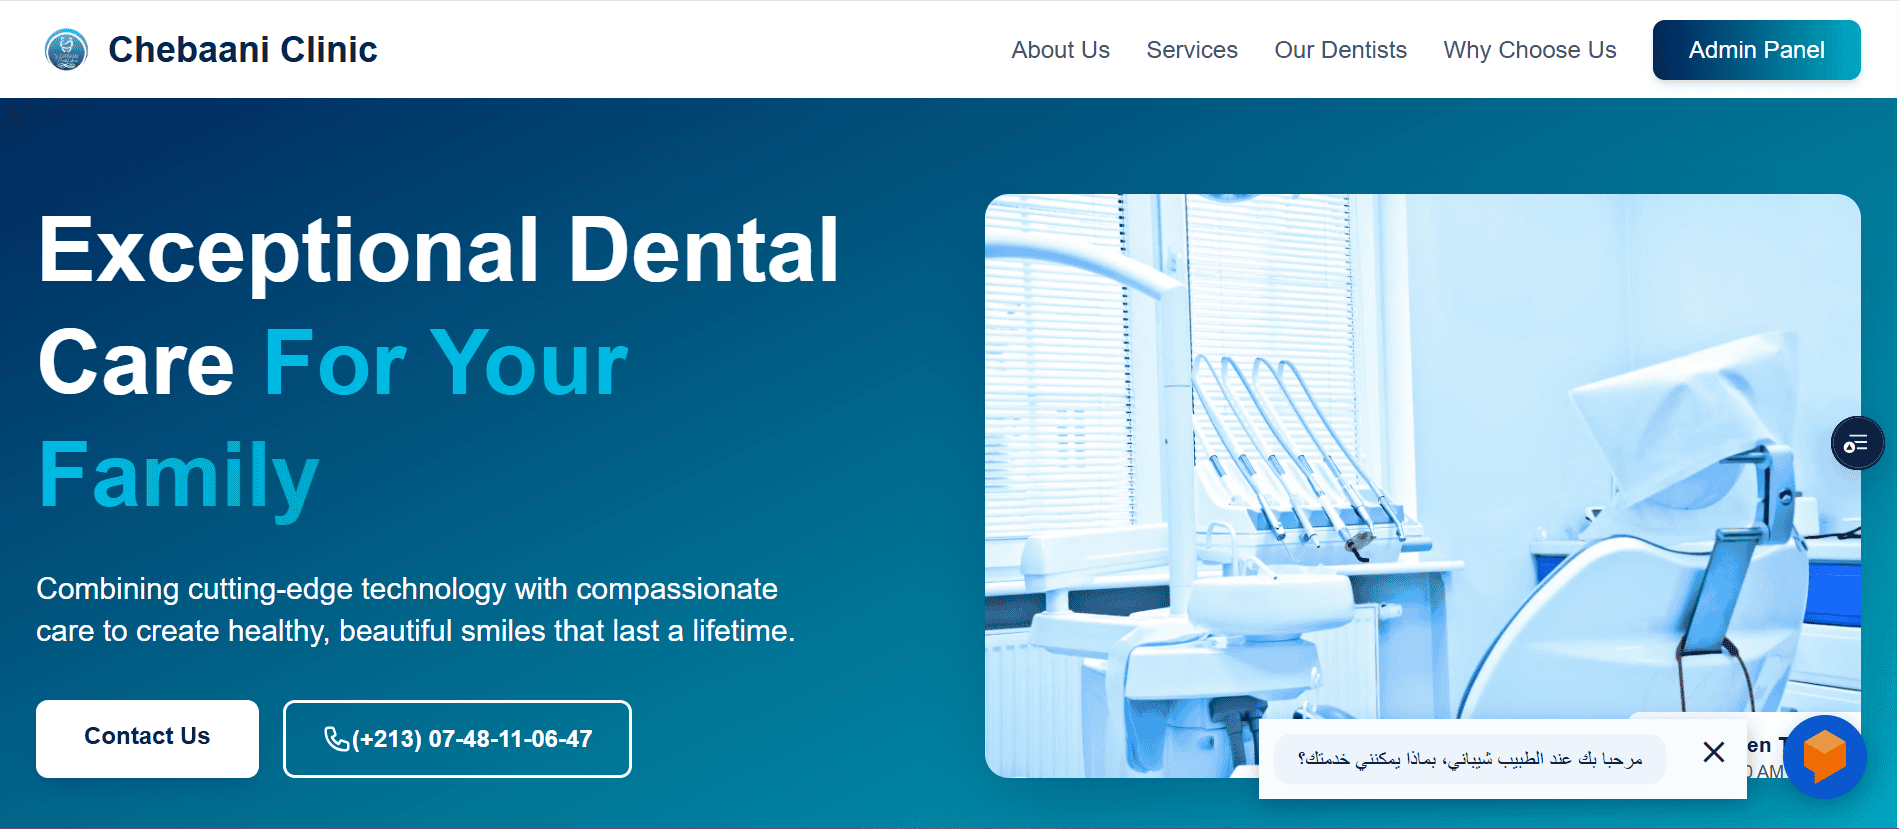 Chebaani Clinic
About Us
Services
Our Dentists
Why Choose Us
Admin Panel
Exceptional Dental
Care For Your
Family
Combining cutting-edge technology with compassionate
care to create healthy, beautiful smiles that last a lifetime.
Contact Us
(+213) 07-48-11-06-47
مرحبا بك عند الطبيب شيباني، بماذا يمكنني خدمتك؟
AM